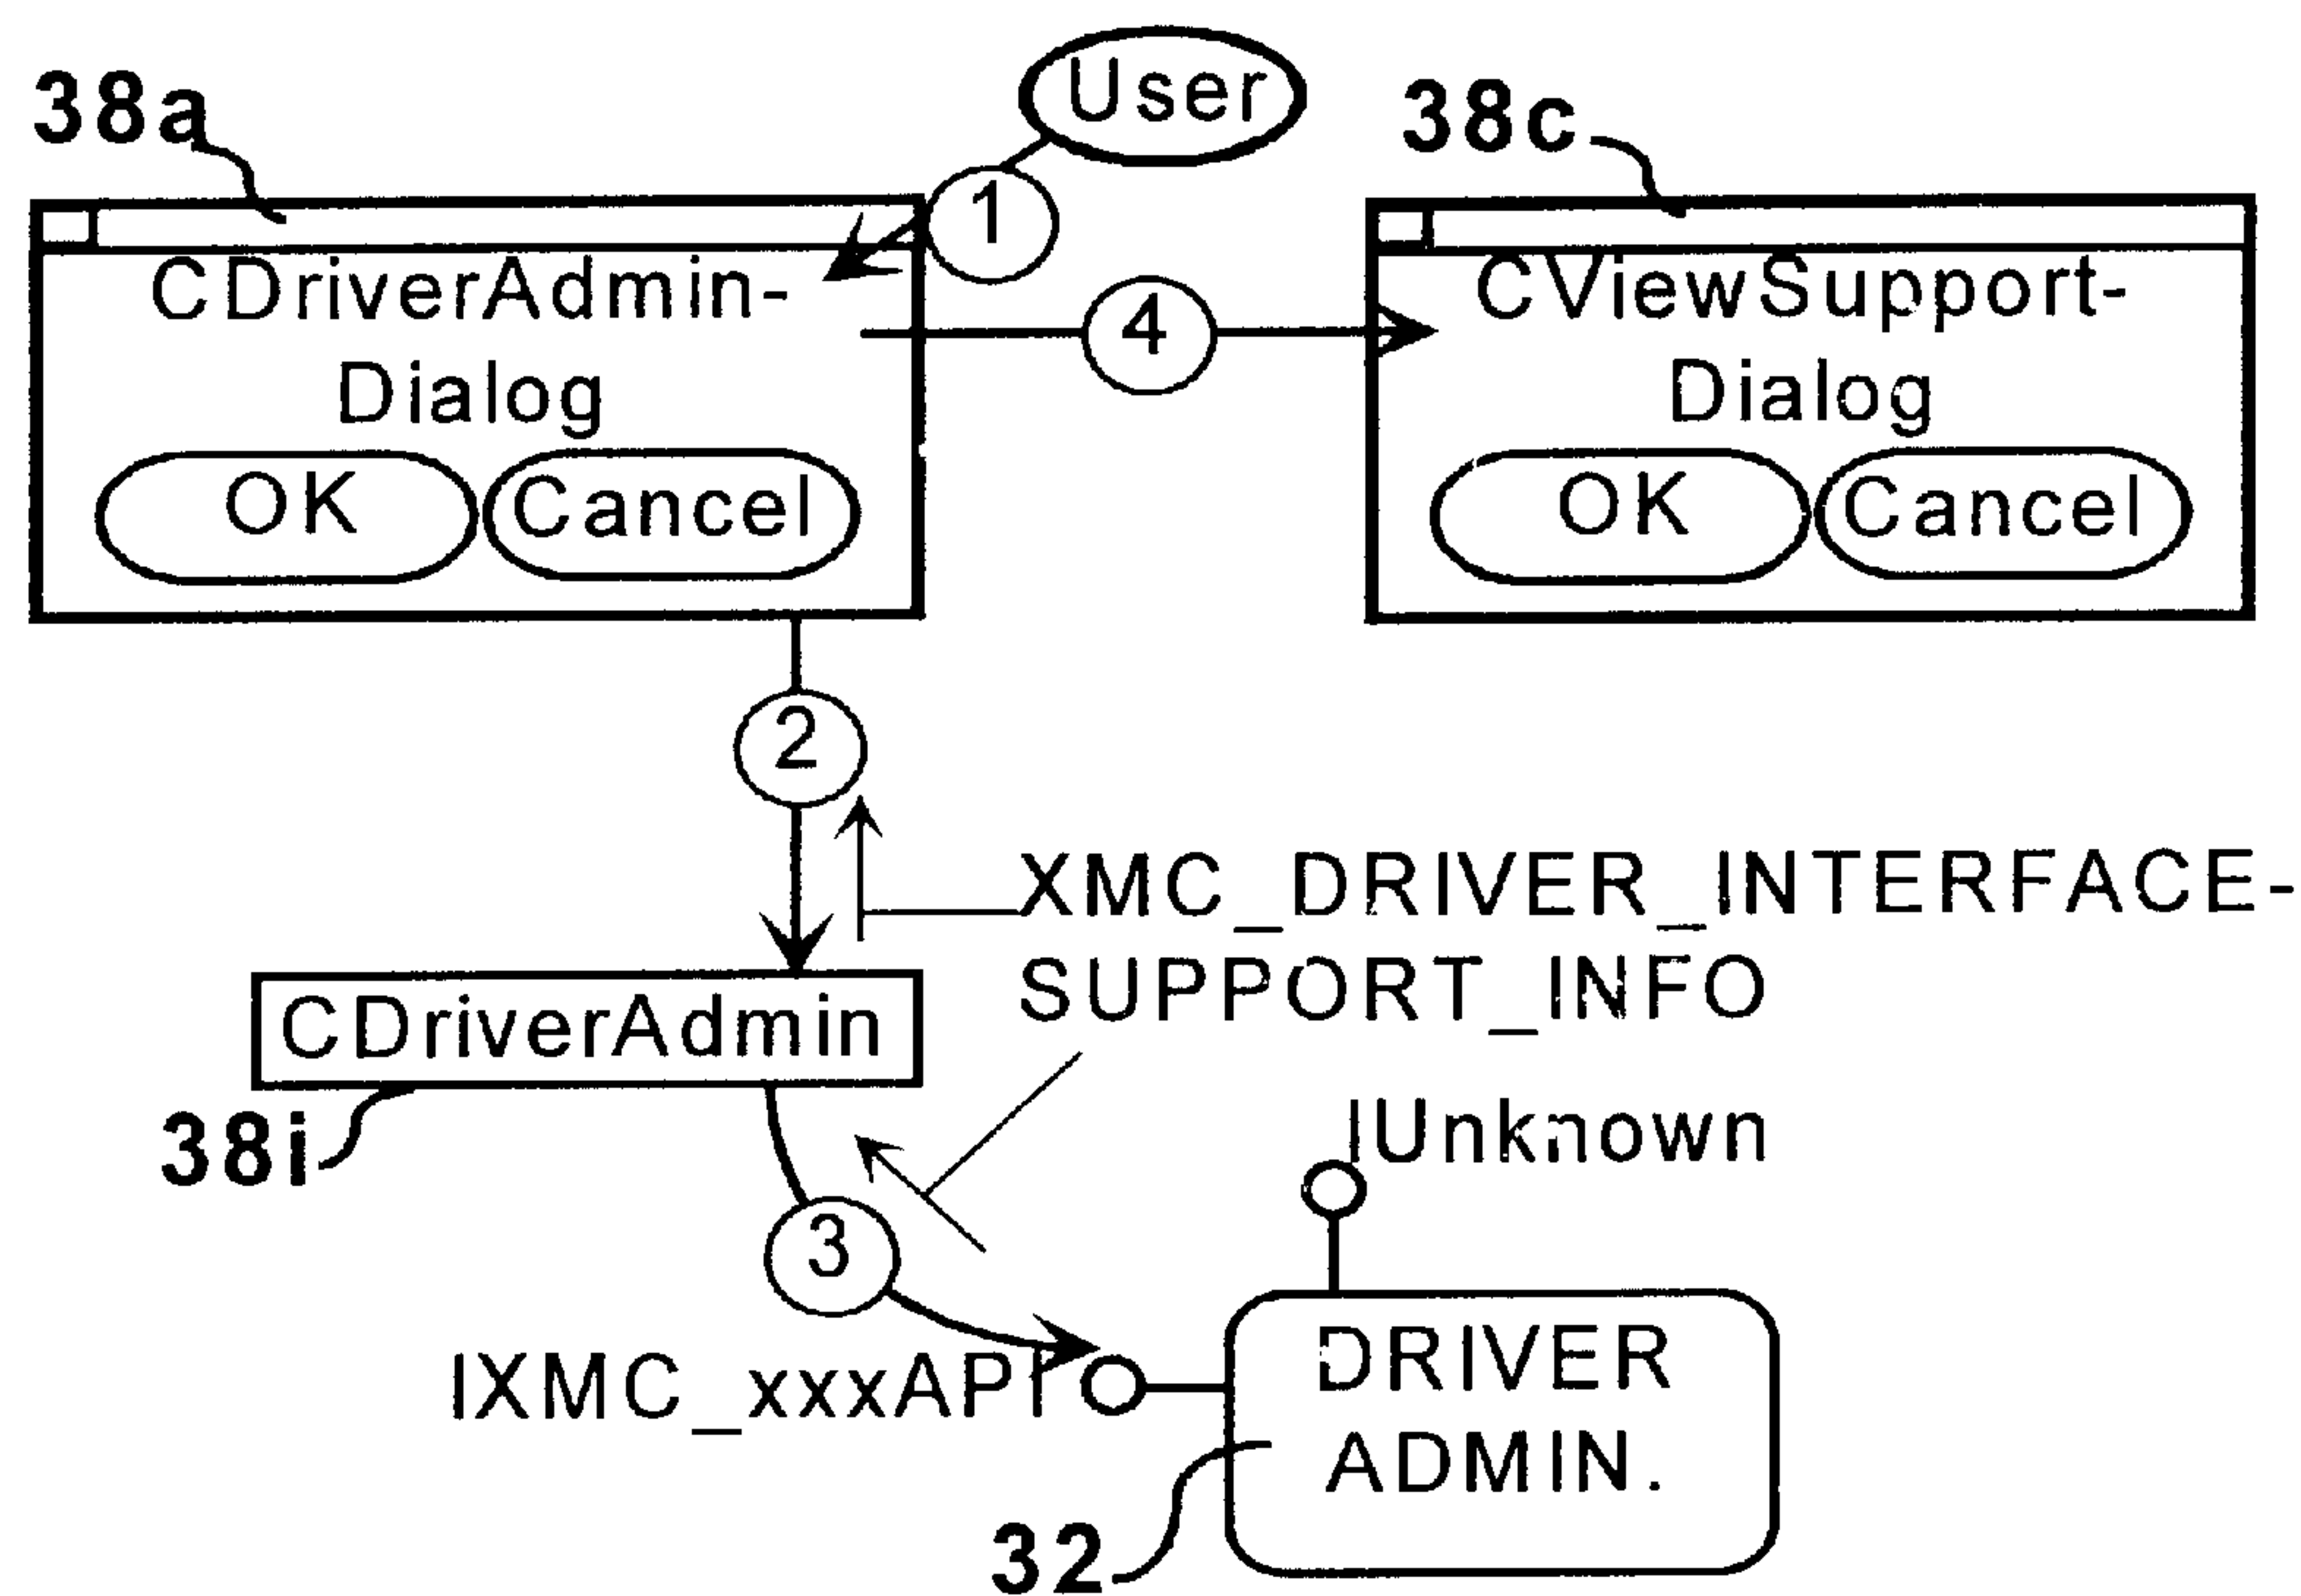 User
38a
38c
1
CDriverAdmin-
Dialog
OK
Cancel
4
CViewSupport-
Dialog
OK
Cancel
2
XMC_DRIVER_INTERFACE-
SUPPORT_INFO
CDriverAdmin
38i
IUnknown
3
IXMC_xxxAPI
DRIVER
ADMIN.
32